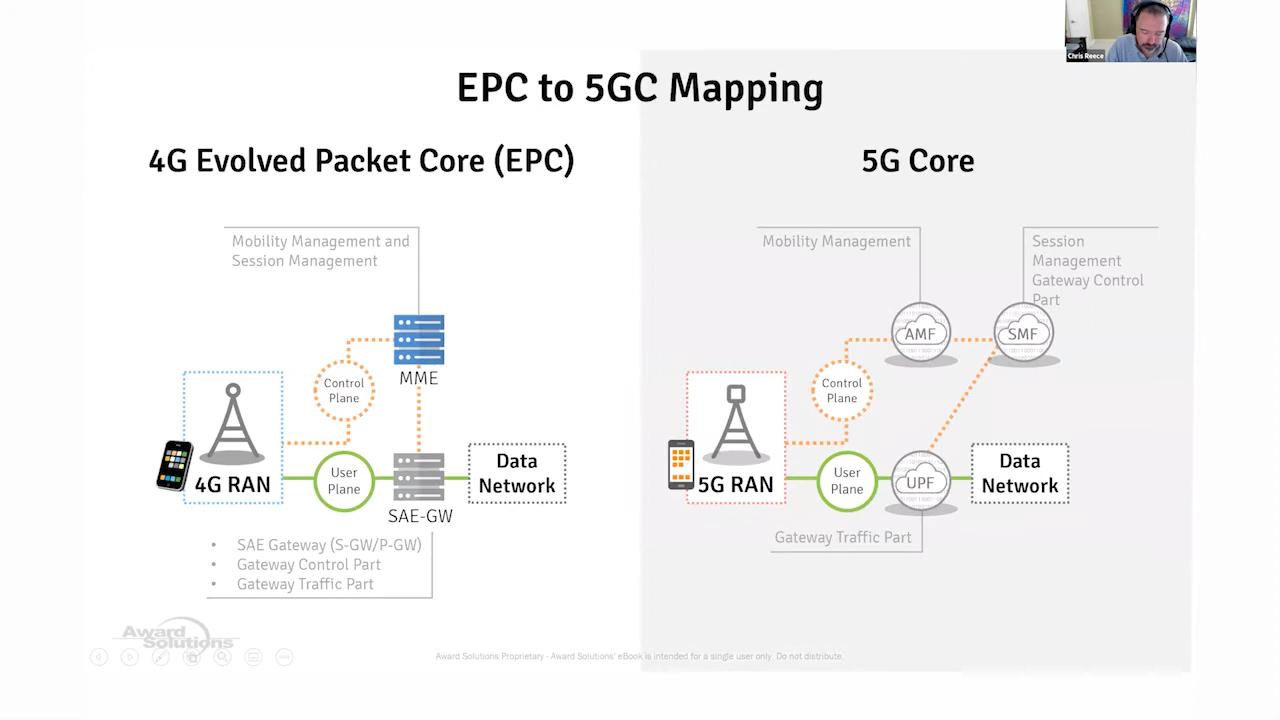 Chris Reece
EPC to 5GC Mapping
4G Evolved Packet Core (EPC)
Mobility Management and
Session Management
MME
Control
Plane
4G RAN
User
Plane
SAE-GW
Data
Network
• SAE Gateway (S-GW/P-GW)
• Gateway Control Part
• Gateway Traffic Part
5G Core
Mobility Management
Session
Management
Gateway Control
Part
AMF
SMF
Control
Plane
5G RAN
User
Plane
UPF
Data
Network
Gateway Traffic Part
Award
Solutions
Award Solutions Proprietary - Award Solutions' eBook is intended for a single user only. Do not distribute.